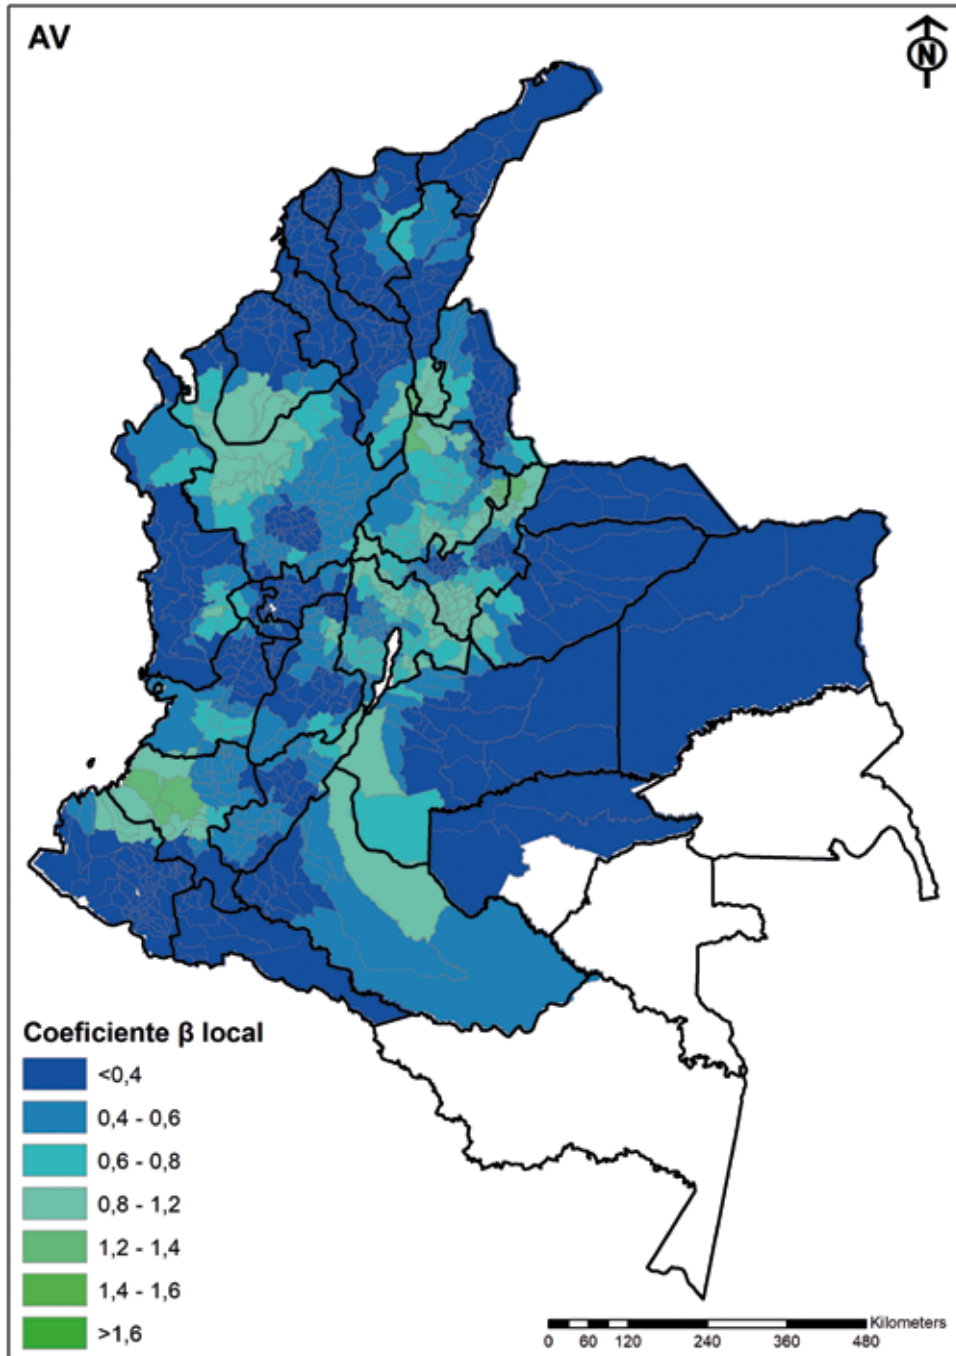 AV
N
Coeficiente β local
<0,4
0,4 - 0,6
0,6 - 0,8
0,8 - 1,2
1,2 - 1,4
1,4 - 1,6
>1,6
Kilometers
0 60 120 240 360 480